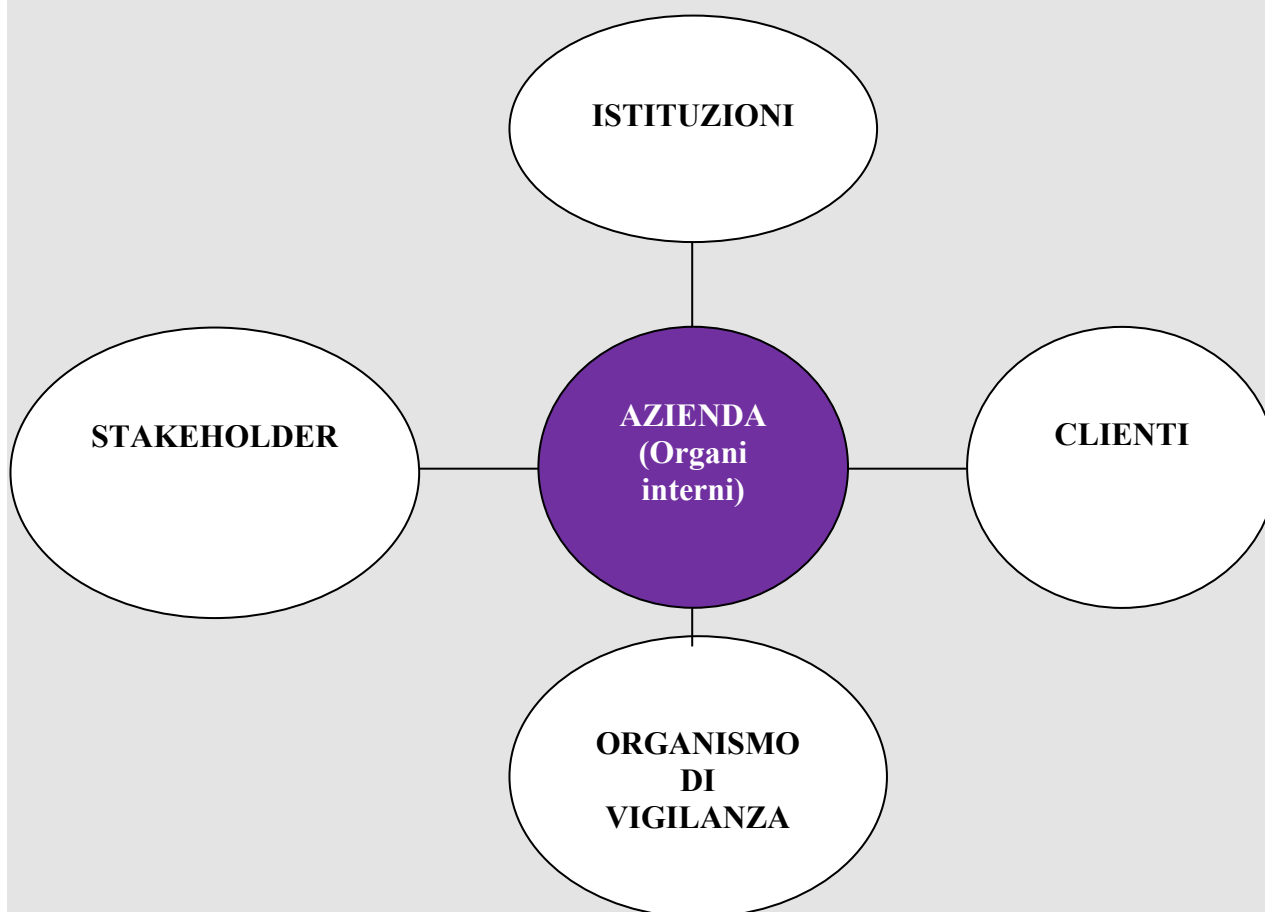 ISTITUZIONI
STAKEHOLDER
AZIENDA
(Organi
interni)
CLIENTI
ORGANISMO
DI
VIGILANZA